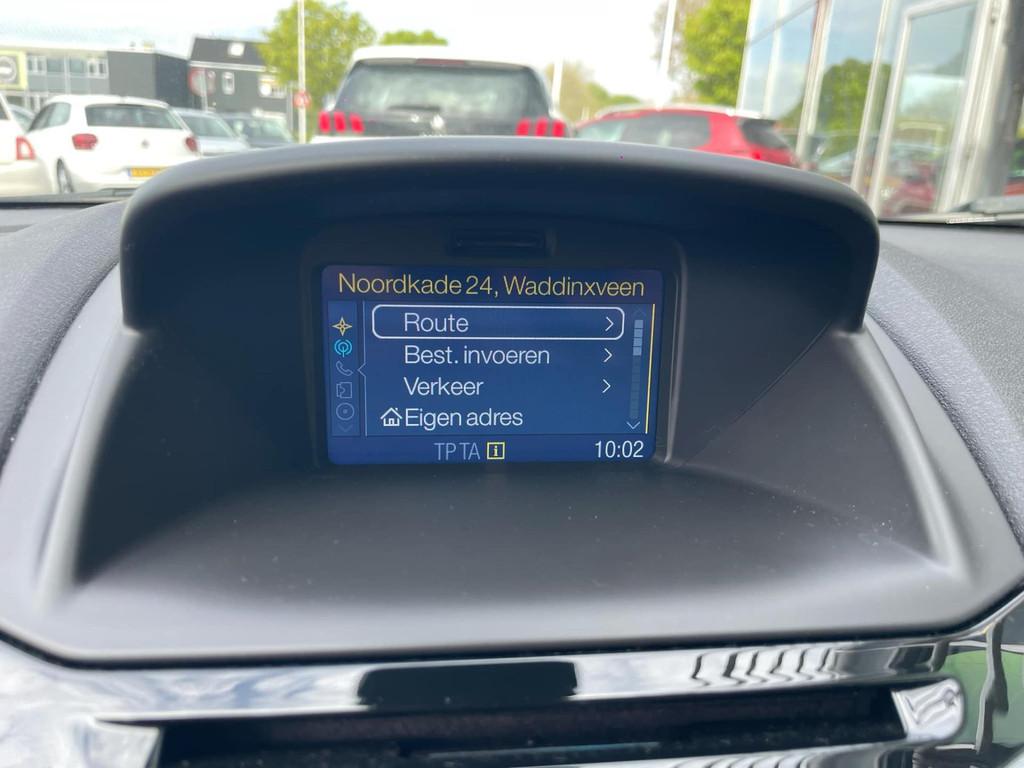 Noordkade 24, Waddinxveen
Route
Best. invoeren
Verkeer
Eigen adres
TP TA i 10:02